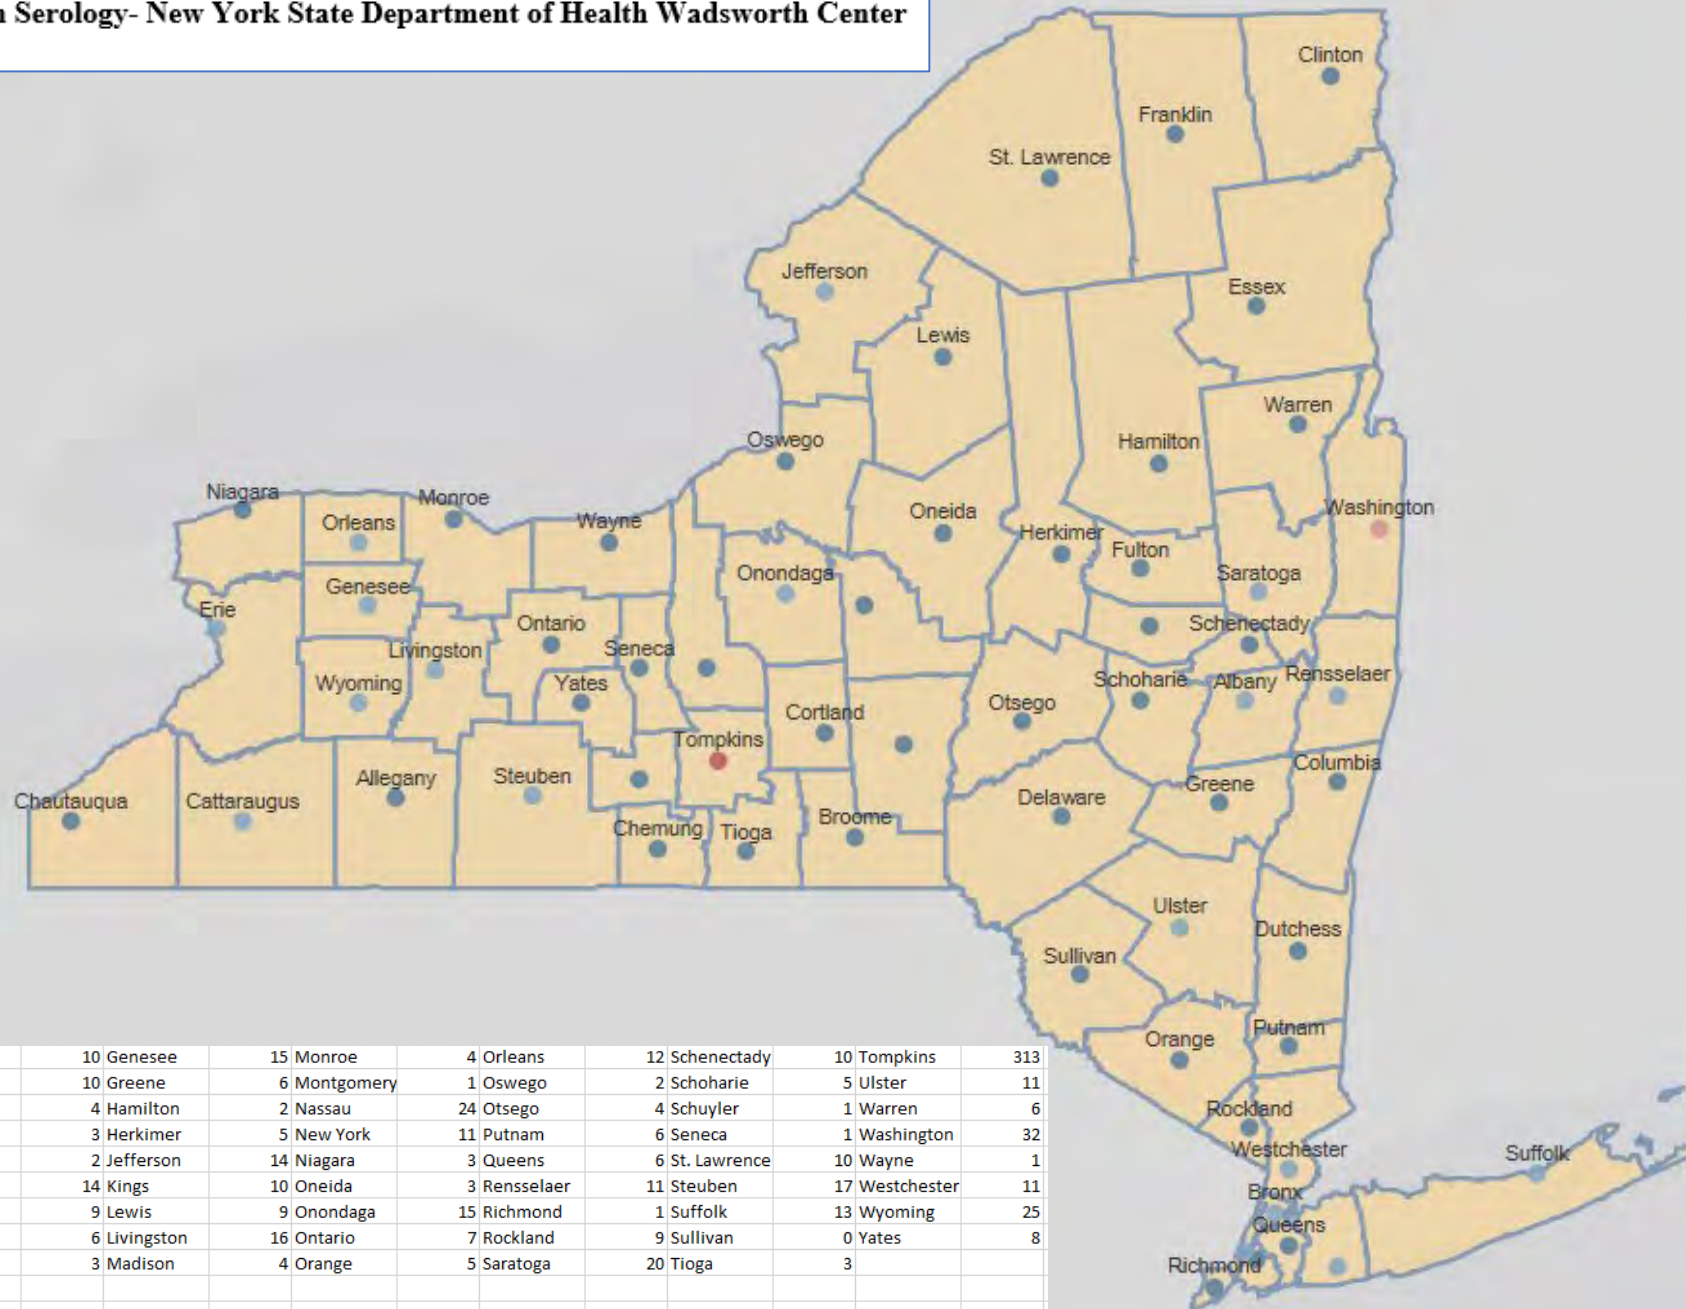 n Serology- New York State Department of Health Wadsworth Center
Clinton
Franklin
St. Lawrence
Jefferson
Essex
Lewis
Warren
Oswego
Hamilton
Niagara
Monroe
Orleans
Wayne
Oneida
Washington
Herkimer
Fulton
Onondaga
Saratoga
Genesee
Erie
Ontario
Schenectady
Livingston
Seneca
Wyoming
Yates
Schoharie
Albany
Rensselaer
Otsego
Cortland
Tompkins
Columbia
Allegany
Steuben
Greene
Chautauqua
Cattaraugus
Delaware
Broome
Chemung
Tioga
Ulster
Dutchess
Sullivan
Putnam
Orange
Rockland
Westchester
Suffolk
Bronx
Queens
Richmond
10 Genesee 15 Monroe 4 Orleans 12 Schenectady 10 Tompkins 313
10 Greene 6 Montgomery 1 Oswego 2 Schoharie 5 Ulster 11
4 Hamilton 2 Nassau 24 Otsego 4 Schuyler 1 Warren 6
3 Herkimer 5 New York 11 Putnam 6 Seneca 1 Washington 32
2 Jefferson 14 Niagara 3 Queens 6 St. Lawrence 10 Wayne 1
14 Kings 10 Oneida 3 Rensselaer 11 Steuben 17 Westchester 11
9 Lewis 9 Onondaga 15 Richmond 1 Suffolk 13 Wyoming 25
6 Livingston 16 Ontario 7 Rockland 9 Sullivan 0 Yates 8
3 Madison 4 Orange 5 Saratoga 20 Tioga 3